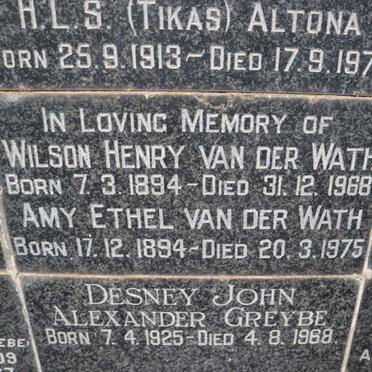 H.L.S. (TIKAS) ALTONA
BORN 25.9.1913 – DIED 17.9.197
IN LOVING MEMORY OF
WILSON HENRY VAN DER WATH
BORN 7.3.1894 – DIED 31.12.1968
AMY ETHEL VAN DER WATH
BORN 17.12.1894 – DIED 20.3.1975
DESNEY JOHN
ALEXANDER GREYBE
BORN 7.4.1925 – DIED 4.8.1968.